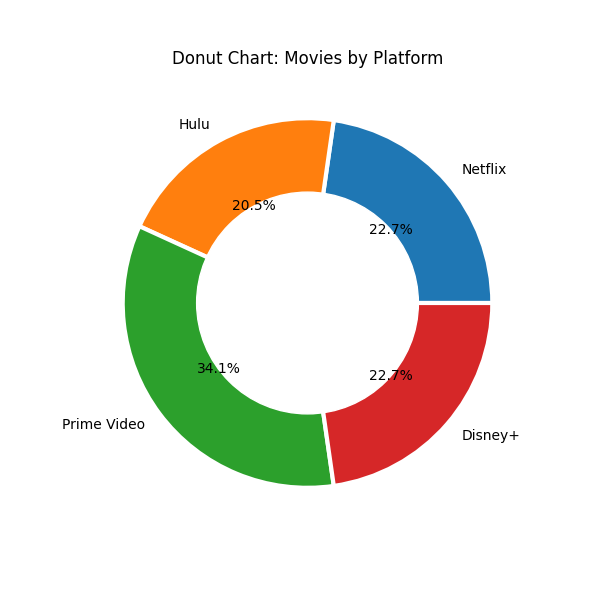 Donut Chart: Movies by Platform
Hulu
Netflix
20.5%
22.7%
34.1%
22.7%
Prime Video
Disney+